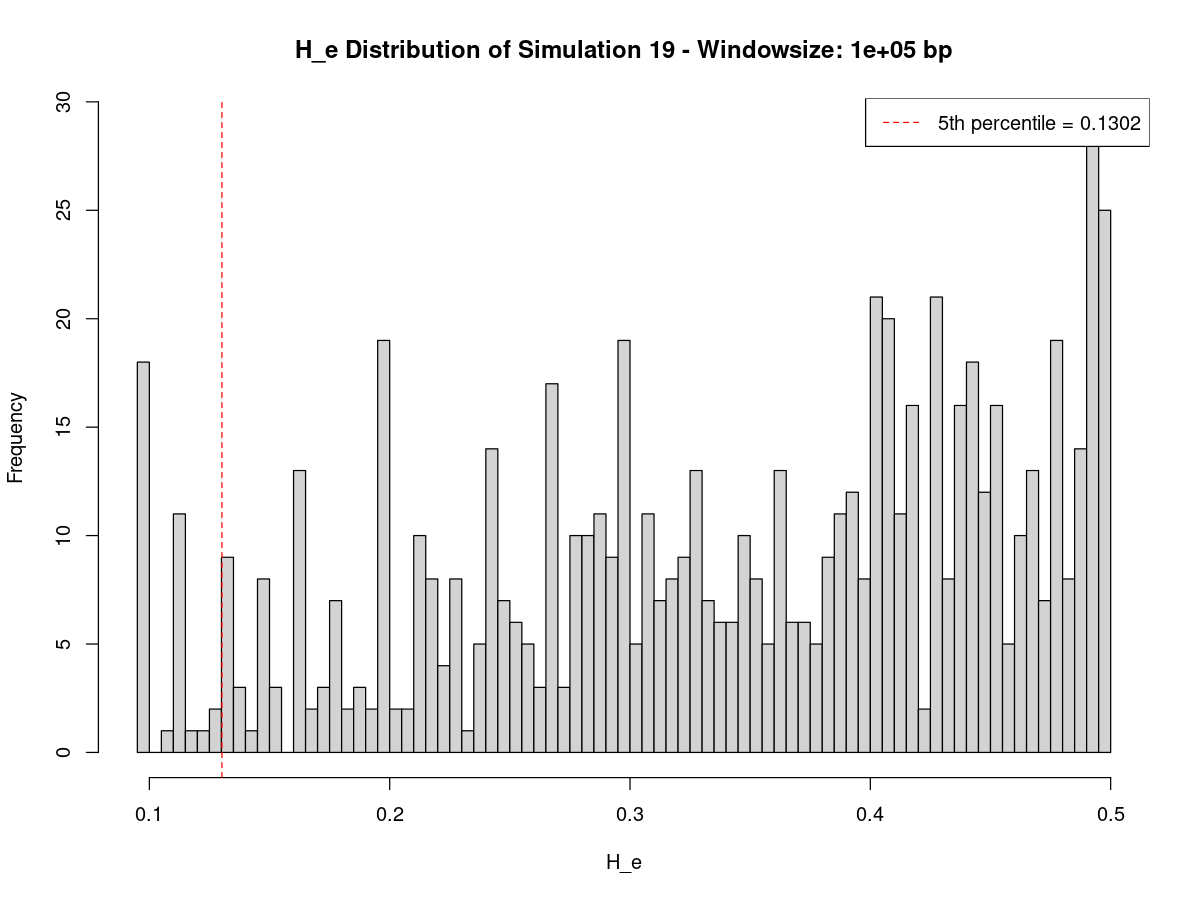 H_e Distribution of Simulation 19 - Windowsize: 1e+05 bp
5th percentile = 0.1302
Frequency
30
25
20
15
10
5
0
0.1 0.2 0.3 0.4 0.5
H_e